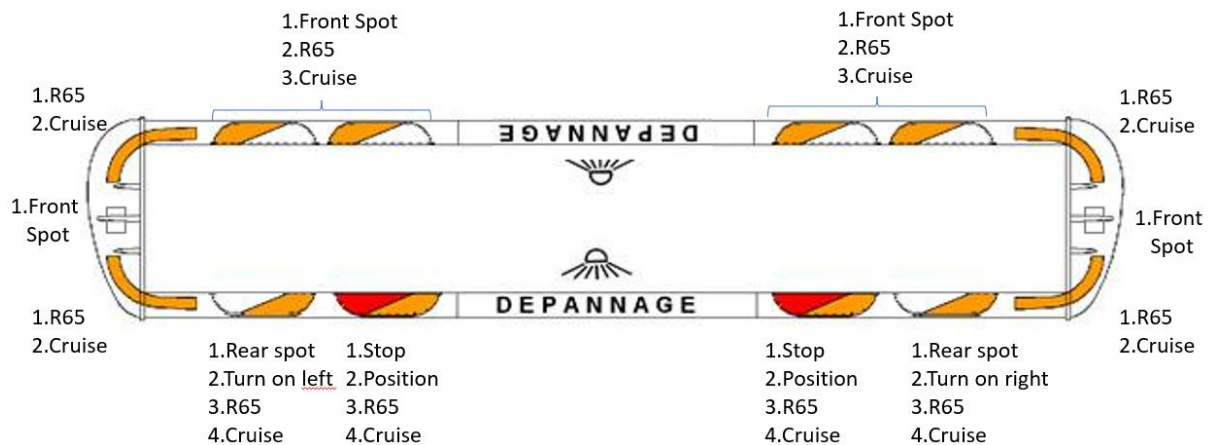 1.Front Spot
2.R65
3.Cruise
1.Front Spot
2.R65
3.Cruise
1.R65
2.Cruise
1.R65
2.Cruise
DEPANNAGE
1.Front
Spot
1.Front
Spot
DEPANNAGE
1.R65
2.Cruise
1.R65
2.Cruise
1.Rear spot
2.Turn on left
3.R65
4.Cruise
1.Stop
2.Position
3.R65
4.Cruise
1.Stop
2.Position
3.R65
4.Cruise
1.Rear spot
2.Turn on right
3.R65
4.Cruise